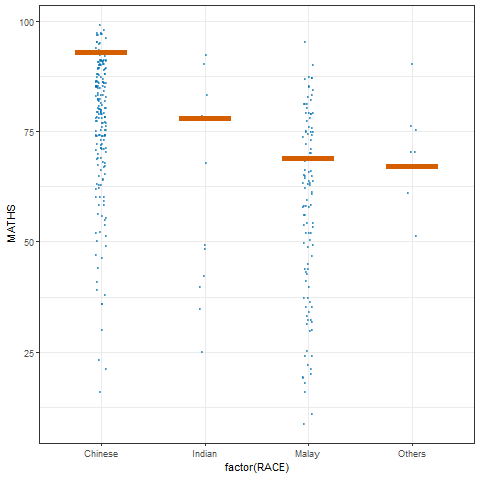 100
75
50
25
MATHS
Chinese
Indian
Malay
Others
factor(RACE)